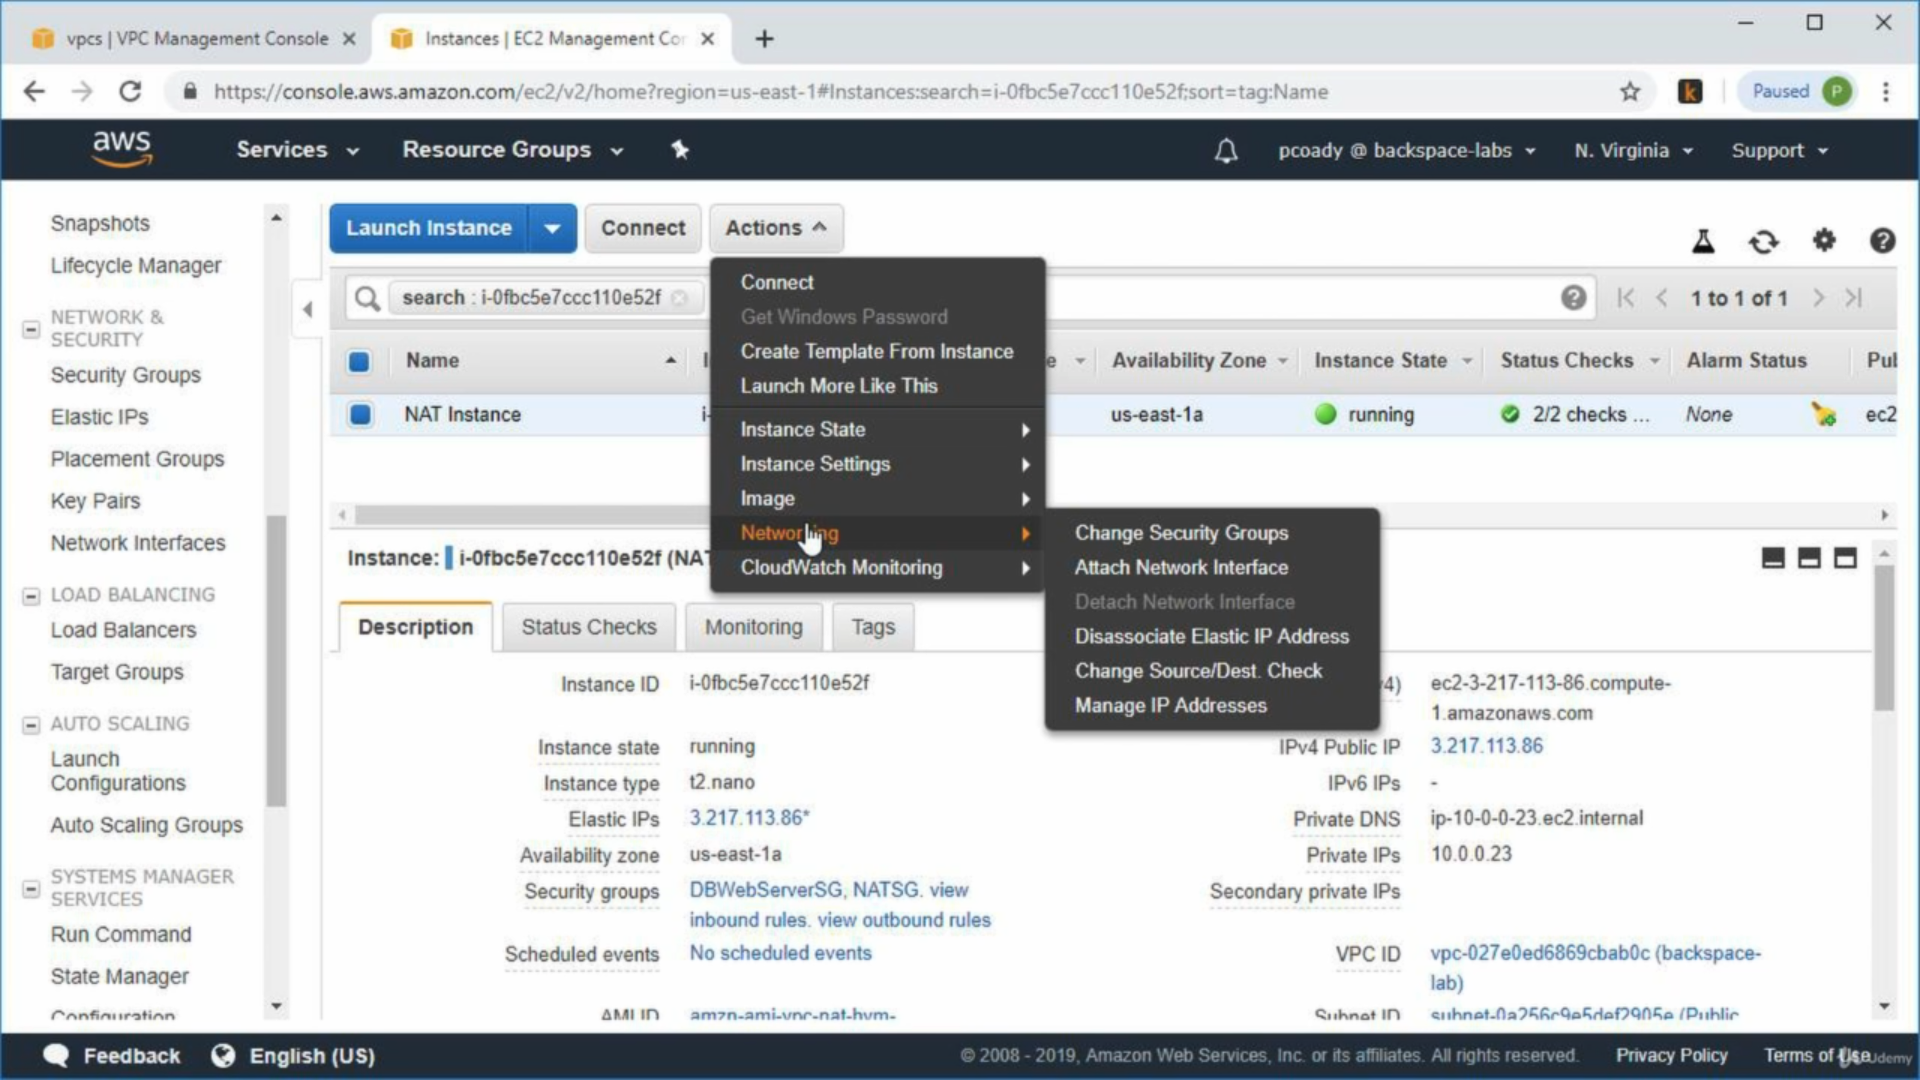 vpcs | VPC Management Console
Instances | EC2 Management Cor
https://console.aws.amazon.com/ec2/v2/home?region=us-east-1#Instances:search=i-0fbc5e7ccc110e52f;sort=tag:Name
k
Paused P
aws
Services
Resource Groups
pcoady @ backspace-labs
N. Virginia
Support
Snapshots
Lifecycle Manager
NETWORK &
SECURITY
Security Groups
Elastic IPs
Placement Groups
Key Pairs
Network Interfaces
LOAD BALANCING
Load Balancers
Target Groups
AUTO SCALING
Launch
Configurations
Auto Scaling Groups
SYSTEMS MANAGER
SERVICES
Run Command
State Manager
Configuration
Launch Instance
Connect
Actions
search : i-0fbc5e7ccc110e52f
1 to 1 of 1
Name
I
e
Availability Zone
Instance State
Status Checks
Alarm Status
Pul
NAT Instance
i-
us-east-1a
running
2/2 checks ...
None
ec2
Connect
Get Windows Password
Create Template From Instance
Launch More Like This
Instance State
Instance Settings
Image
Networking
CloudWatch Monitoring
Change Security Groups
Attach Network Interface
Detach Network Interface
Disassociate Elastic IP Address
Change Source/Dest. Check
Manage IP Addresses
Instance: i-0fbc5e7ccc110e52f (NAT
Description
Status Checks
Monitoring
Tags
Instance ID i-0fbc5e7ccc110e52f
Instance state running
Instance type t2.nano
Elastic IPs 3.217.113.86*
Availability zone us-east-1a
Security groups DBWebServerSG, NATSG. view
inbound rules. view outbound rules
Scheduled events No scheduled events
AMI ID amzn-ami-vpc-nat-hvm-
4) ec2-3-217-113-86.compute-
1.amazonaws.com
IPv4 Public IP 3.217.113.86
IPv6 IPs -
Private DNS ip-10-0-0-23.ec2.internal
Private IPs 10.0.0.23
Secondary private IPs
VPC ID vpc-027e0ed6869cbab0c (backspace-
lab)
Subnet ID subnet-0a256c9e5def2905e (Public
Feedback
English (US)
© 2008 - 2019, Amazon Web Services, Inc. or its affiliates. All rights reserved.
Privacy Policy
Terms of Use
Udemy